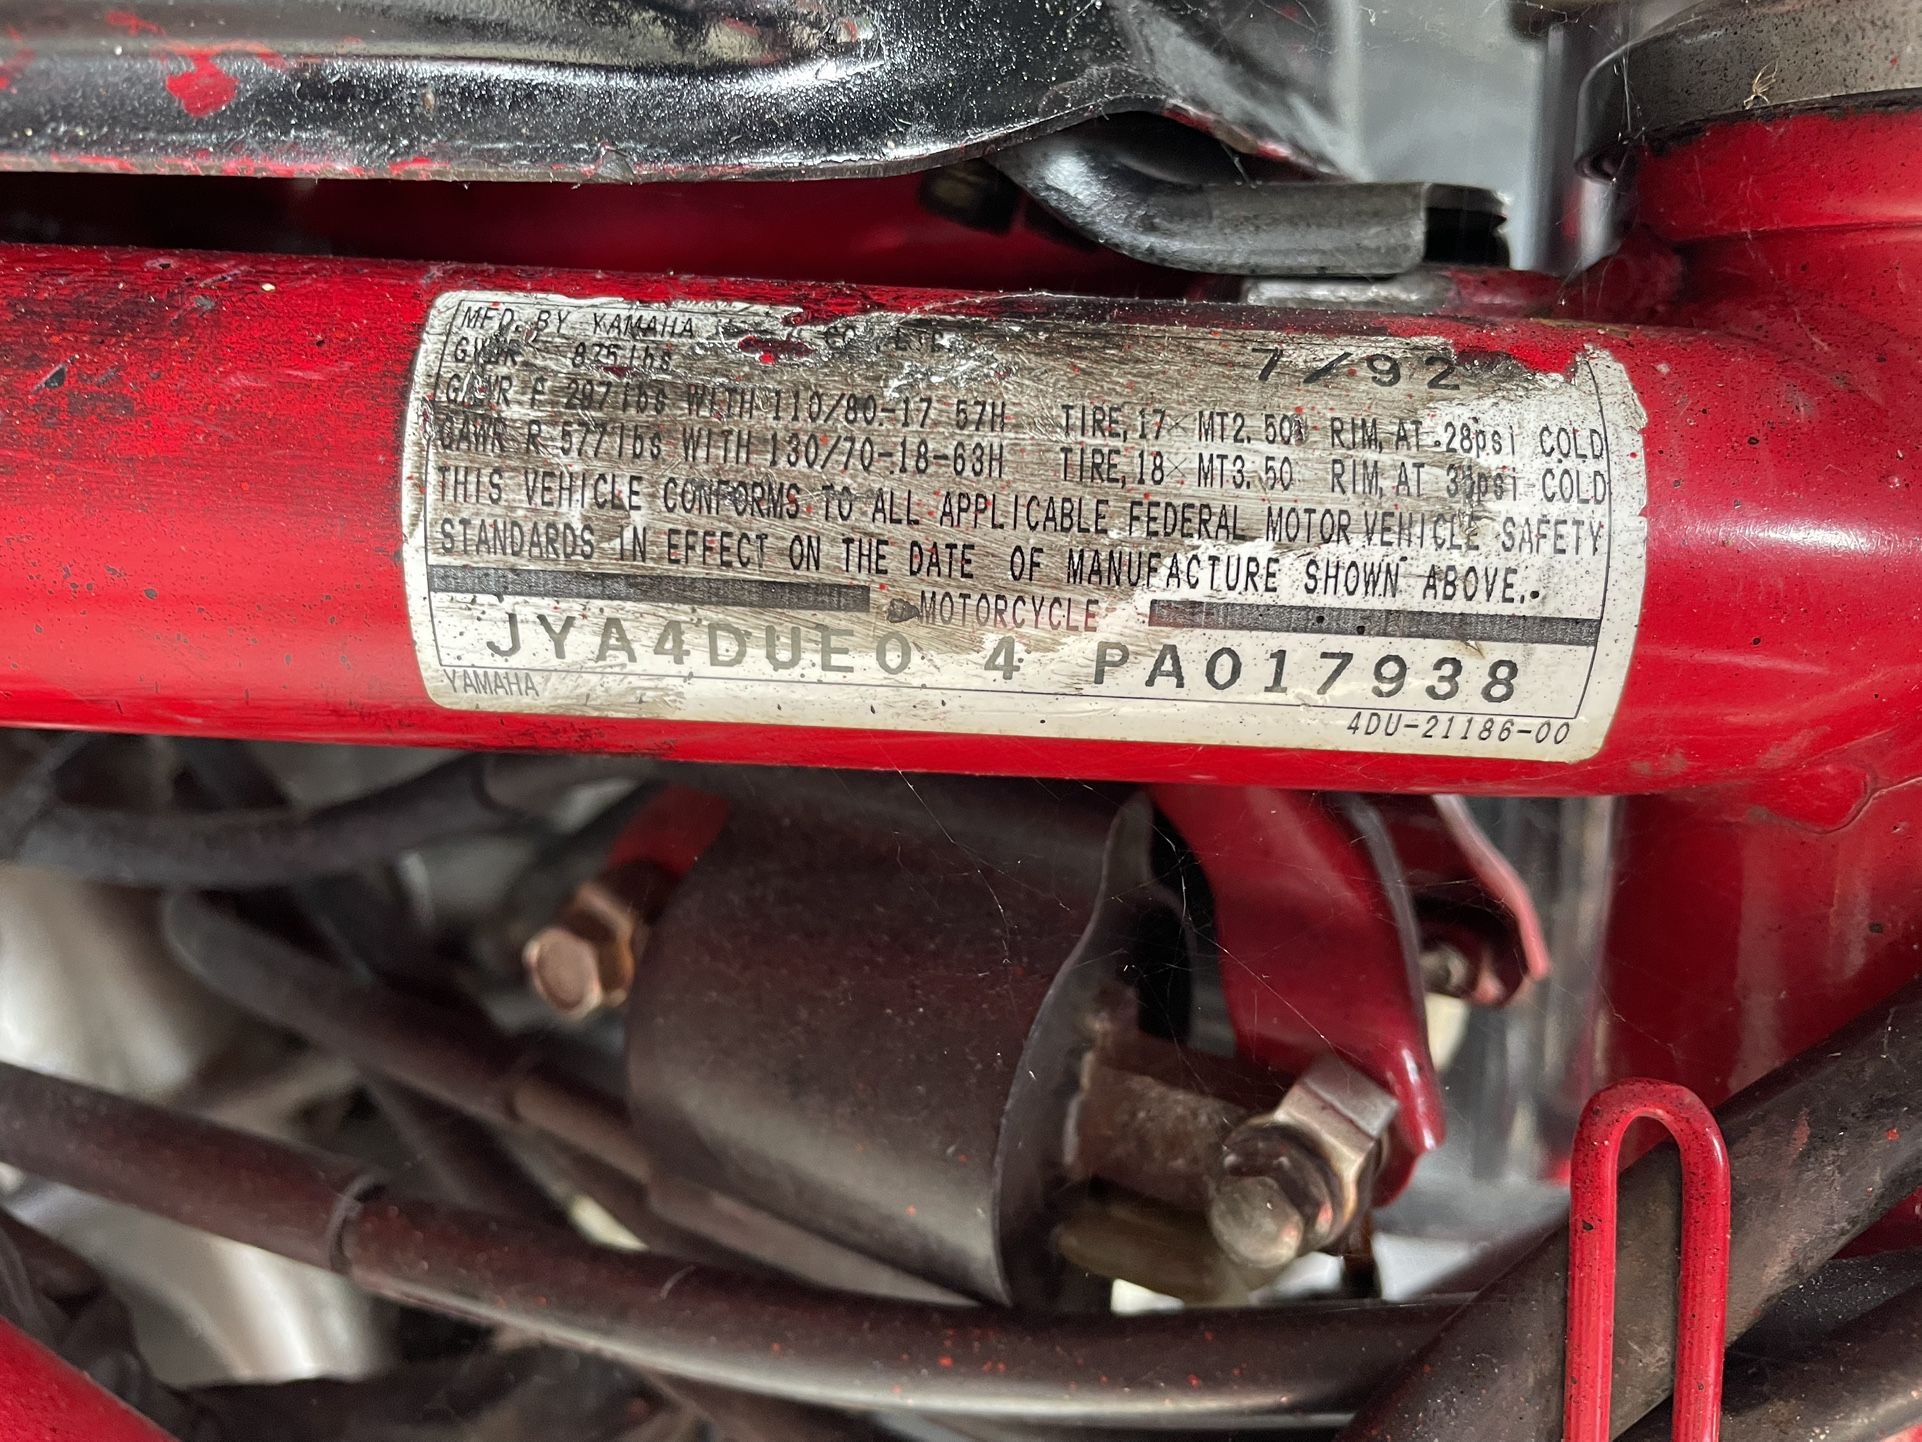 MFD. BY YAMAHA
GVWR 875lbs 7/92
GAWR F 297lbs WITH 110/80-17 57H TIRE, 17 × MT2.50 RIM, AT 28psi COLD
GAWR R 577lbs WITH 130/70-18-63H TIRE, 18 × MT3.50 RIM, AT COLD
THIS VEHICLE CONFORMS TO ALL APPLICABLE FEDERAL MOTOR VEHICLE SAFETY
STANDARDS IN EFFECT ON THE DATE OF MANUFACTURE SHOWN ABOVE.
MOTORCYCLE
JYA4DUE0 4 PA017938
YAMAHA
4DU-21186-00